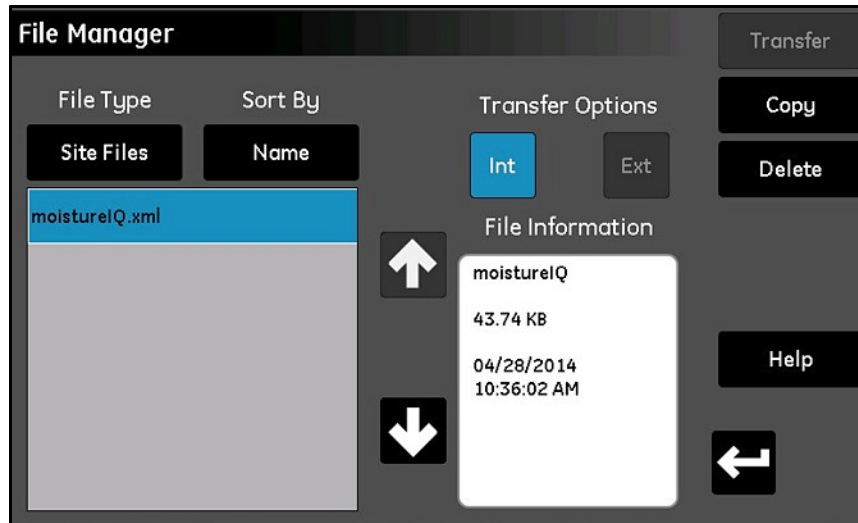 File Manager
Transfer
File Type
Sort By
Transfer Options
Copy
Site Files
Name
Int
Ext
Delete
moistureIQ.xml
File Information
moistureIQ
43.74 KB
04/28/2014
10:36:02 AM
Help